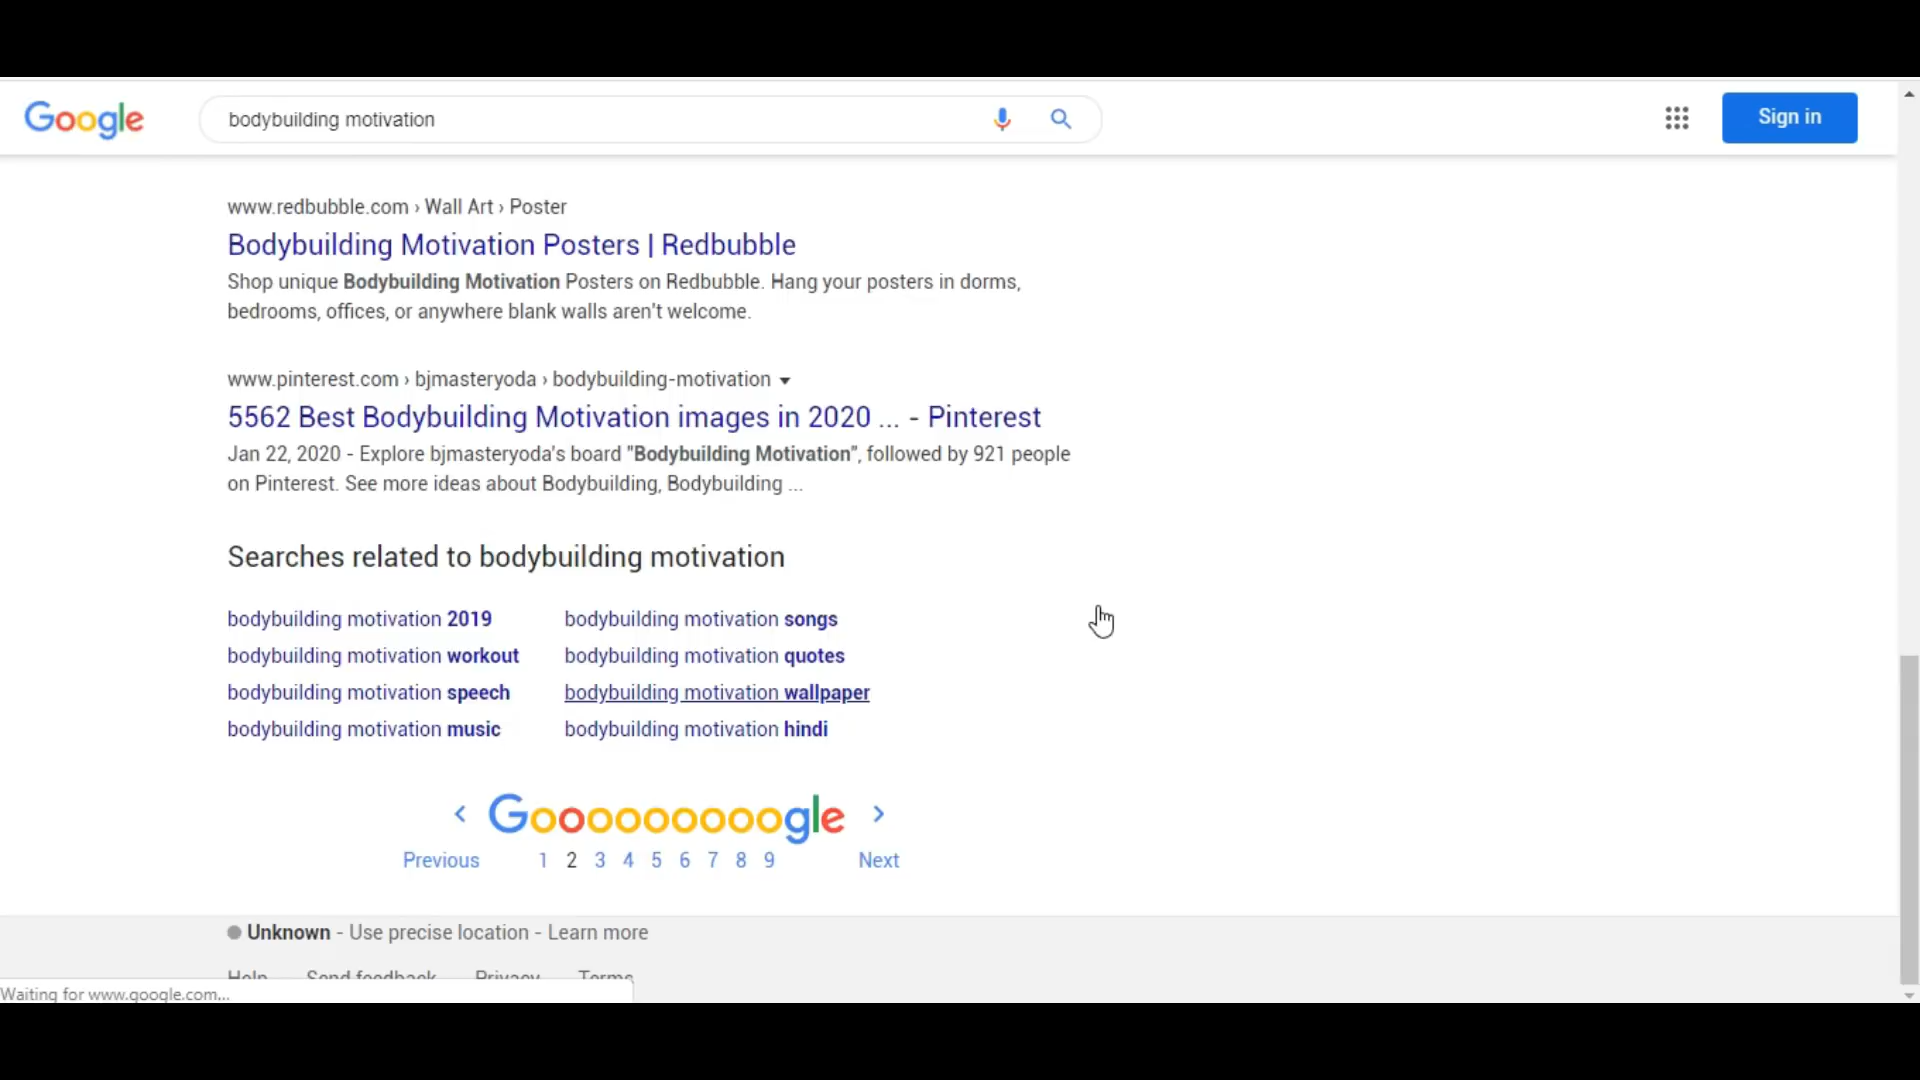 Google
bodybuilding motivation
Sign in
www.redbubble.com › Wall Art › Poster
Bodybuilding Motivation Posters | Redbubble
Shop unique Bodybuilding Motivation Posters on Redbubble. Hang your posters in dorms,
bedrooms, offices, or anywhere blank walls aren't welcome.
www.pinterest.com › bjmasteryoda › bodybuilding-motivation
5562 Best Bodybuilding Motivation images in 2020 ... - Pinterest
Jan 22, 2020 - Explore bjmasteryoda's board "Bodybuilding Motivation", followed by 921 people
on Pinterest. See more ideas about Bodybuilding, Bodybuilding ...
Searches related to bodybuilding motivation
bodybuilding motivation 2019 bodybuilding motivation songs
bodybuilding motivation workout bodybuilding motivation quotes
bodybuilding motivation speech bodybuilding motivation wallpaper
bodybuilding motivation music bodybuilding motivation hindi
< Goooooooooogle >
Previous 1 2 3 4 5 6 7 8 9 Next
Unknown - Use precise location - Learn more
Help Send feedback Privacy Terms
Waiting for www.google.com...